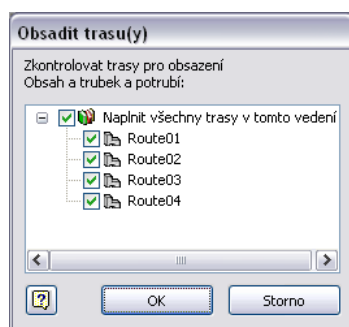 Obsadit trasu(y)
Zkontrolovat trasy pro obsazení
Obsah a trubek a potrubí:
Naplnit všechny trasy v tomto vedení
Route01
Route02
Route03
Route04
OK
Storno